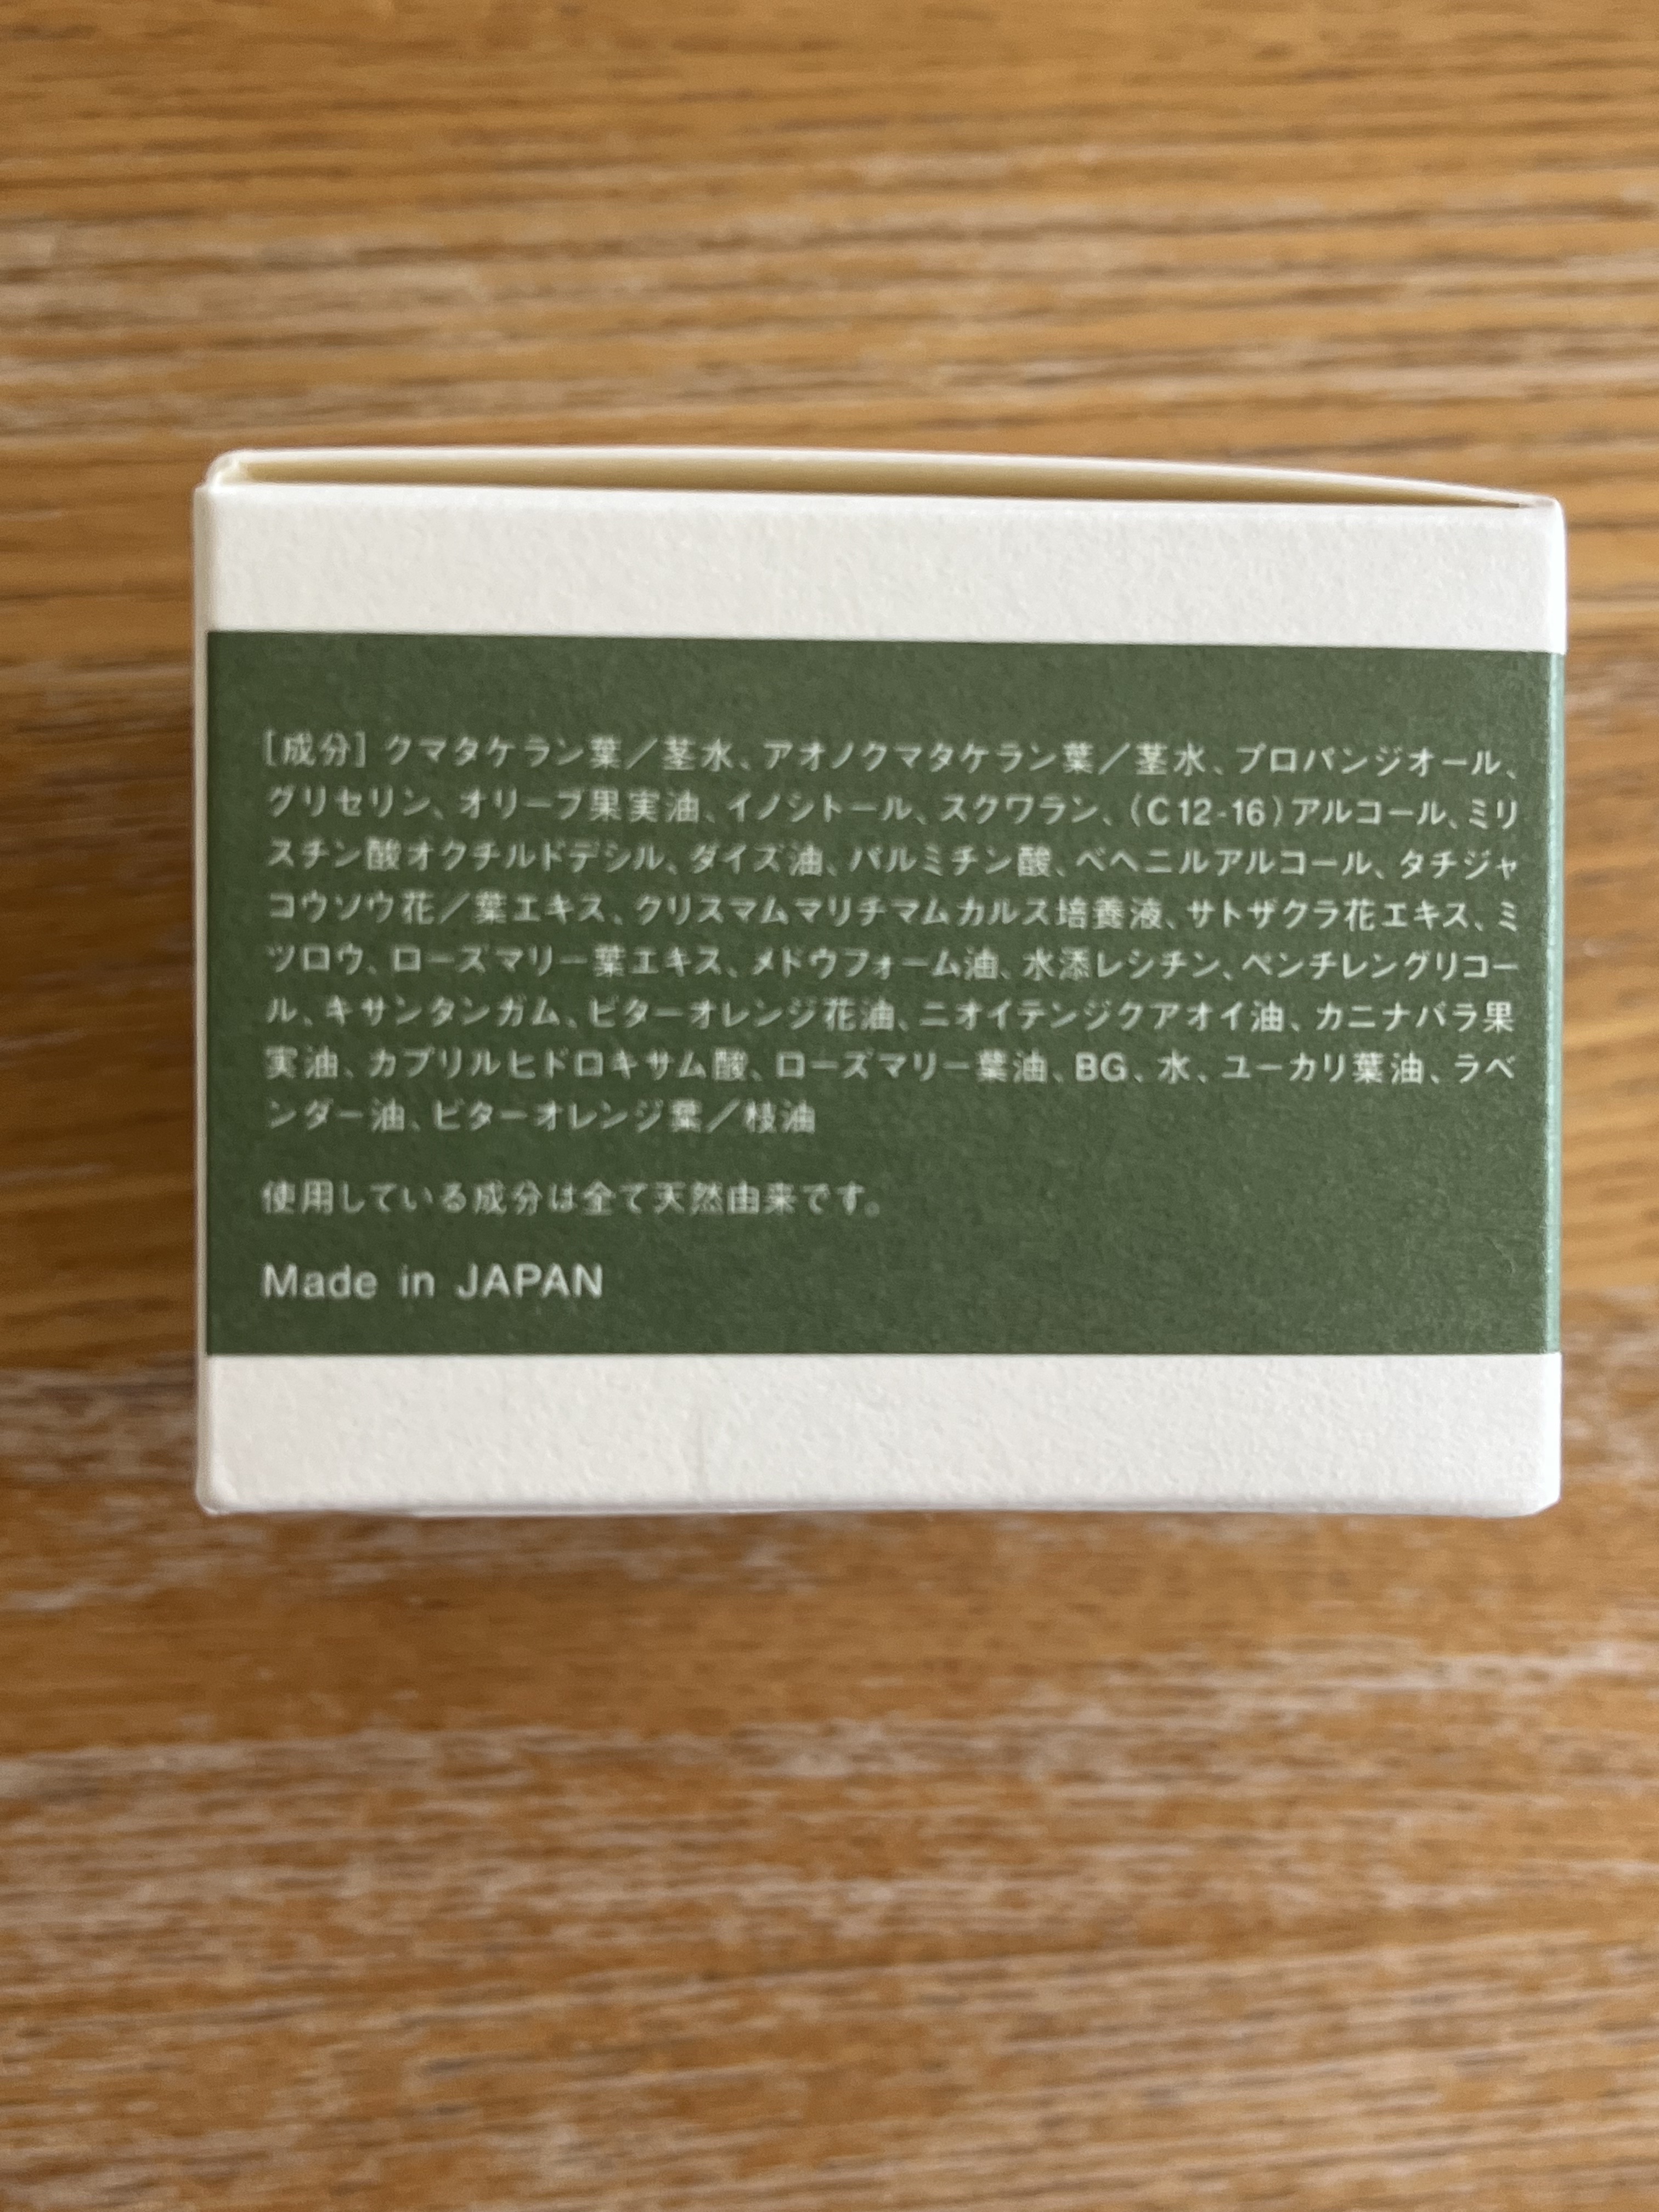 [成分] クマタケラン葉／茎水、アオノクマタケラン葉／茎水、プロパンジオール、
グリセリン、オリーブ果実油、イノシトール、スクワラン、(C12-16)アルコール、ミリ
スチン酸オクチルドデシル、ダイズ油、パルミチン酸、ベヘニルアルコール、タチジャ
コウソウ花／葉エキス、クリスマムマリチマムカルス培養液、サトザクラ花エキス、ミ
ツロウ、ローズマリー葉エキス、メドウフォーム油、水添レシチン、ペンチレングリコー
ル、キサンタンガム、ビターオレンジ花油、ニオイテンジクアオイ油、カニナバラ果
実油、カプリルヒドロキサム酸、ローズマリー葉油、BG、水、ユーカリ葉油、ラベ
ンダー油、ビターオレンジ葉／枝油
使用している成分は全て天然由来です。
Made in JAPAN